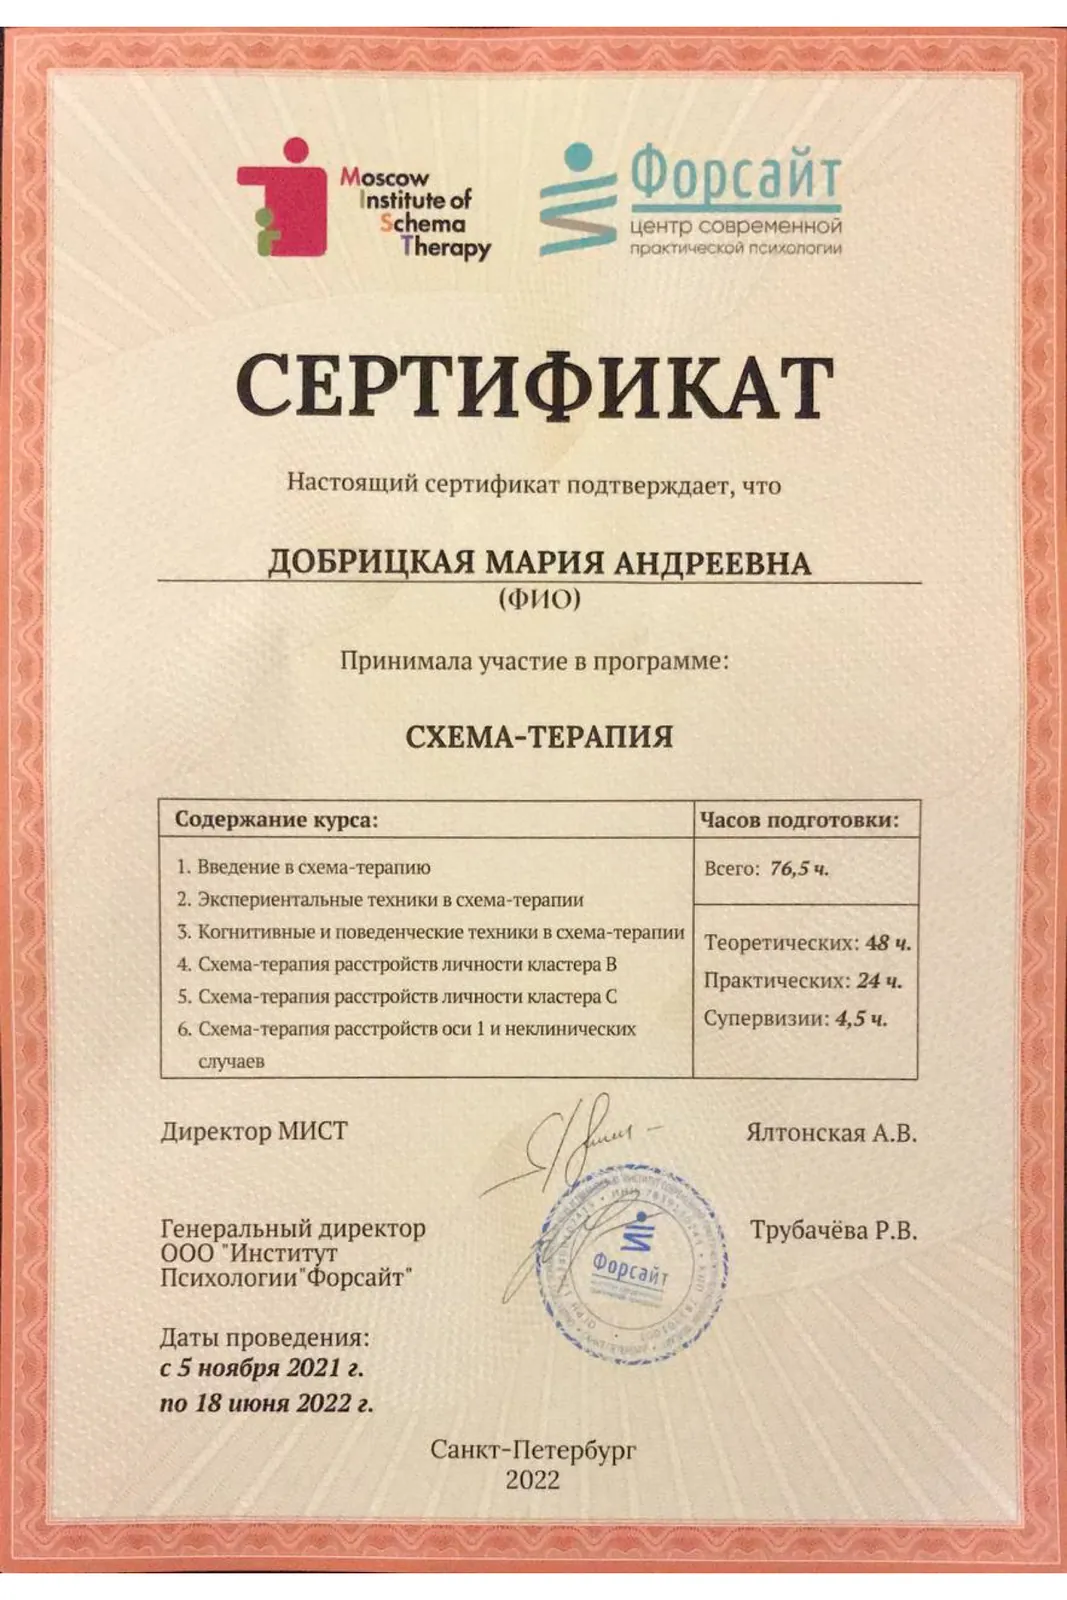 Moscow
Institute of
Schema
Therapy
Форсайт
центр современной
практической психологии
СЕРТИФИКАТ
Настоящий сертификат подтверждает, что
ДОБРИЦКАЯ МАРИЯ АНДРЕЕВНА
(ФИО)
Принимала участие в программе:
СХЕМА-ТЕРАПИЯ
Содержание курса:
1. Введение в схема-терапию
2. Экспериентальные техники в схема-терапии
3. Когнитивные и поведенческие техники в схема-терапии
4. Схема-терапия расстройств личности кластера В
5. Схема-терапия расстройств личности кластера С
6. Схема-терапия расстройств оси 1 и неклинических
случаев
Часов подготовки:
Всего: 76,5 ч.
Теоретических: 48 ч.
Практических: 24 ч.
Супервизии: 4,5 ч.
Директор МИСТ
Ялтонская А.В.
Генеральный директор
ООО "Институт
Психологии"Форсайт"
Трубачёва Р.В.
Форсайт
Даты проведения:
с 5 ноября 2021 г.
по 18 июня 2022 г.
Санкт-Петербург
2022